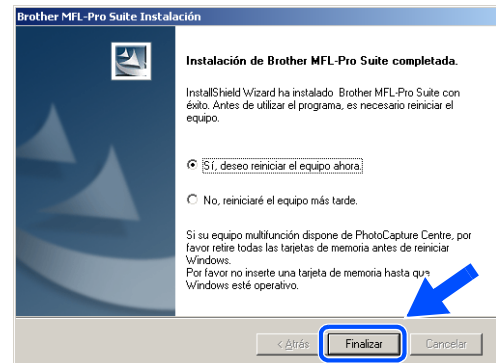 Brother MFL-Pro Suite Instalación
Instalación de Brother MFL-Pro Suite completada.
InstallShield Wizard ha instalado Brother MFL-Pro Suite con
éxito. Antes de utilizar el programa, es necesario reiniciar el
equipo.
Sí, deseo reiniciar el equipo ahora.
No, reiniciaré el equipo más tarde.
Si su equipo multifunción dispone de PhotoCapture Centre, por
favor retire todas las tarjetas de memoria antes de reiniciar
Windows.
Por favor no inserte una tarjeta de memoria hasta que
Windows esté operativo.
< Atrás
Finalizar
Cancelar